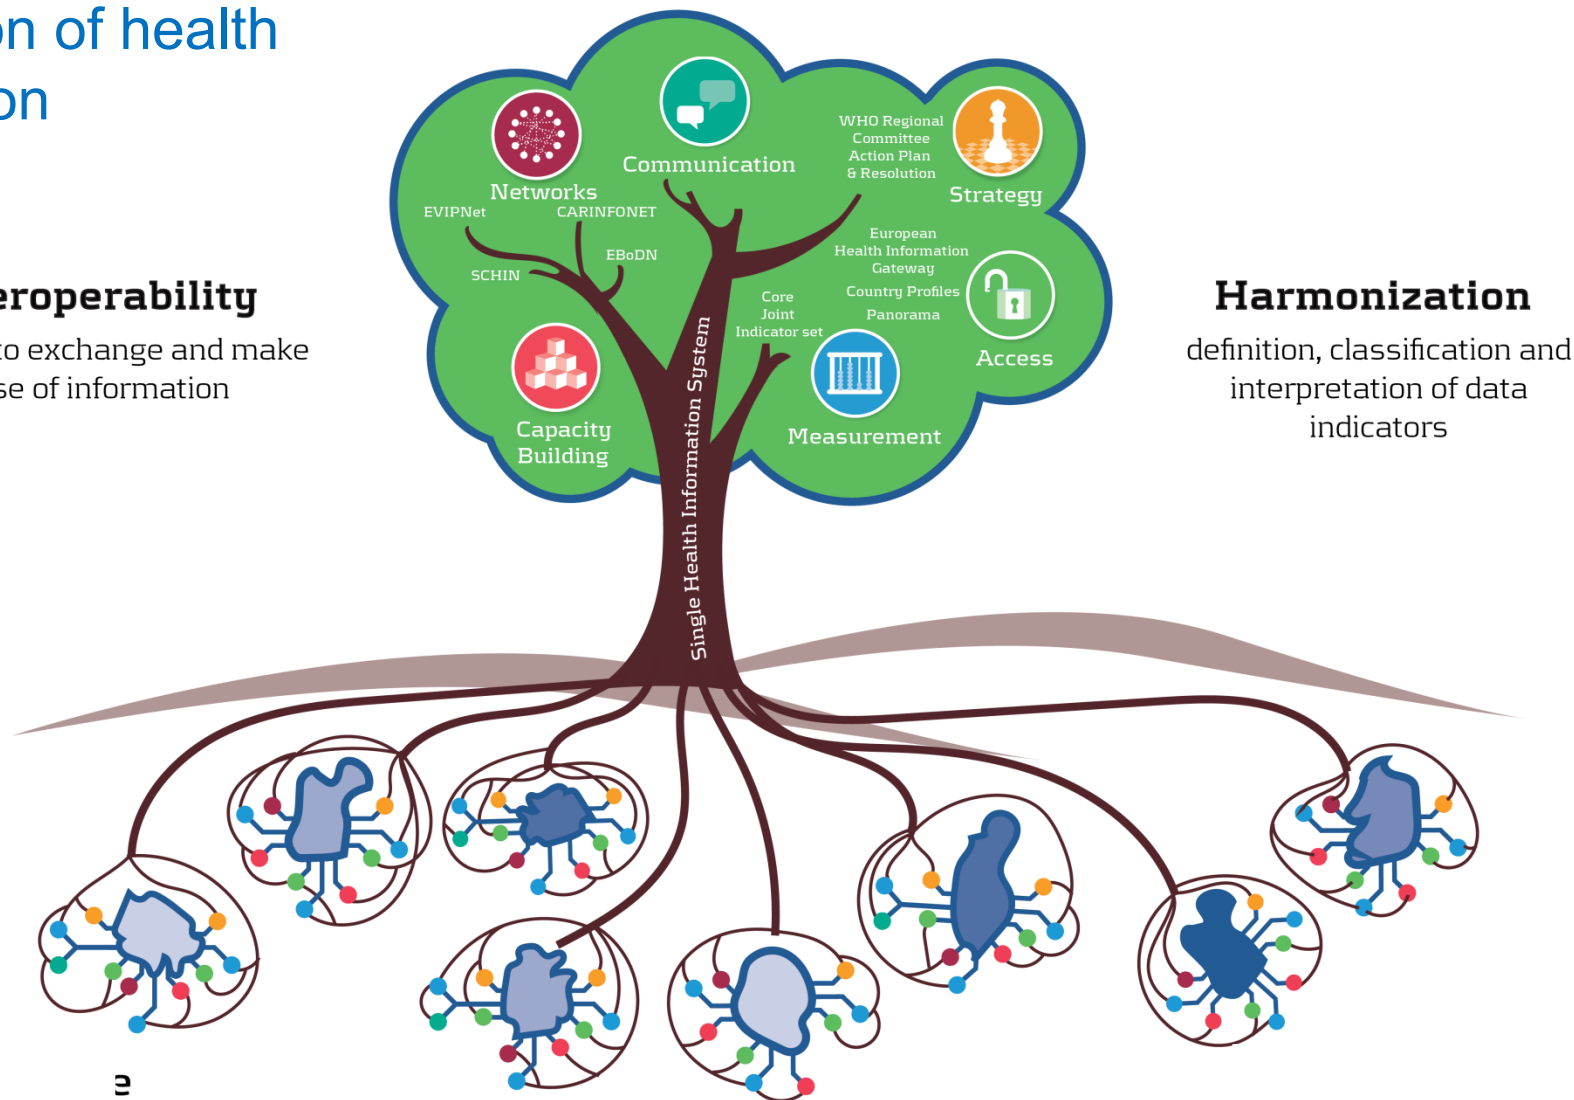 on of health
on
Communication
WHO Regional
Committee
Action Plan
& Resolution
Strategy
Networks
EVIPNet
CARINFONET
SCHIN
EBoDN
European
Health Information
Gateway
Country Profiles
Panorama
Access
Core
Joint
Indicator set
Measurement
Capacity
Building
Single Health Information System
eroperability
to exchange and make
se of information
Harmonization
definition, classification and
interpretation of data
indicators
e